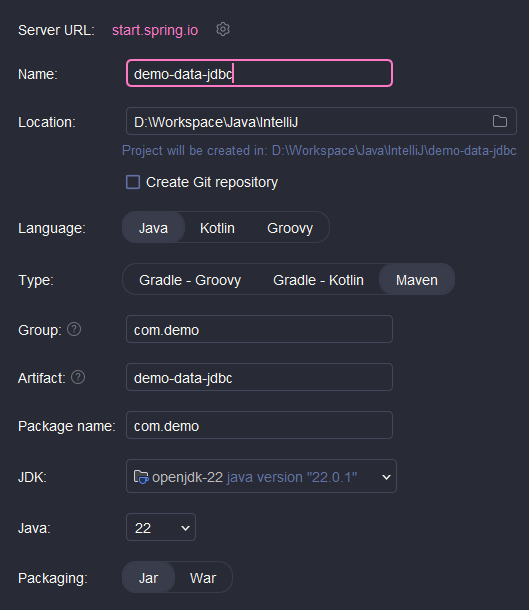 Server URL: start.spring.io
Name: demo-data-jdbc
Location: D:\Workspace\Java\IntelliJ
Project will be created in: D:\Workspace\Java\IntelliJ\demo-data-jdbc
Create Git repository
Language: Java Kotlin Groovy
Type: Gradle - Groovy Gradle - Kotlin Maven
Group: ? com.demo
Artifact: ? demo-data-jdbc
Package name: com.demo
JDK: openjdk-22 java version "22.0.1"
Java: 22
Packaging: Jar War